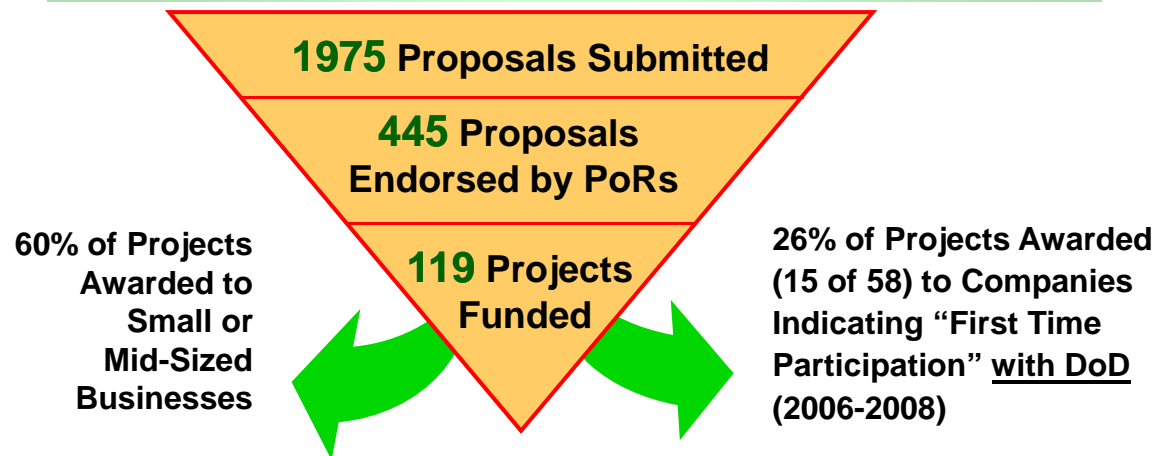 1975 Proposals Submitted
445 Proposals
Endorsed by PoRs
119 Projects
Funded
60% of Projects
Awarded to
Small or
Mid-Sized
Businesses
26% of Projects Awarded
(15 of 58) to Companies
Indicating “First Time
Participation” with DoD
(2006-2008)